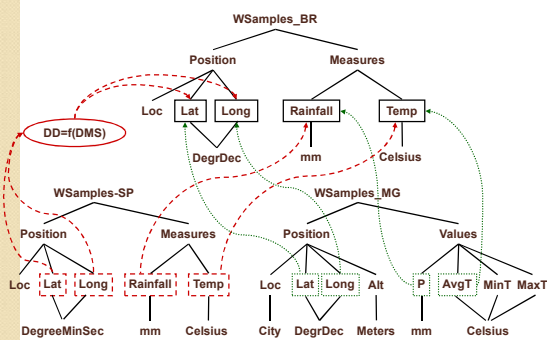 WSamples_BR
Position Measures
Loc Lat Long Rainfall Temp
DD=f(DMS)
DegrDec mm Celsius
WSamples-SP WSamples_MG
Position Measures Position Values
Loc Lat Long Rainfall Temp Loc Lat Long Alt P AvgT MinT MaxT
DegreeMinSec mm Celsius City DegrDec Meters mm Celsius